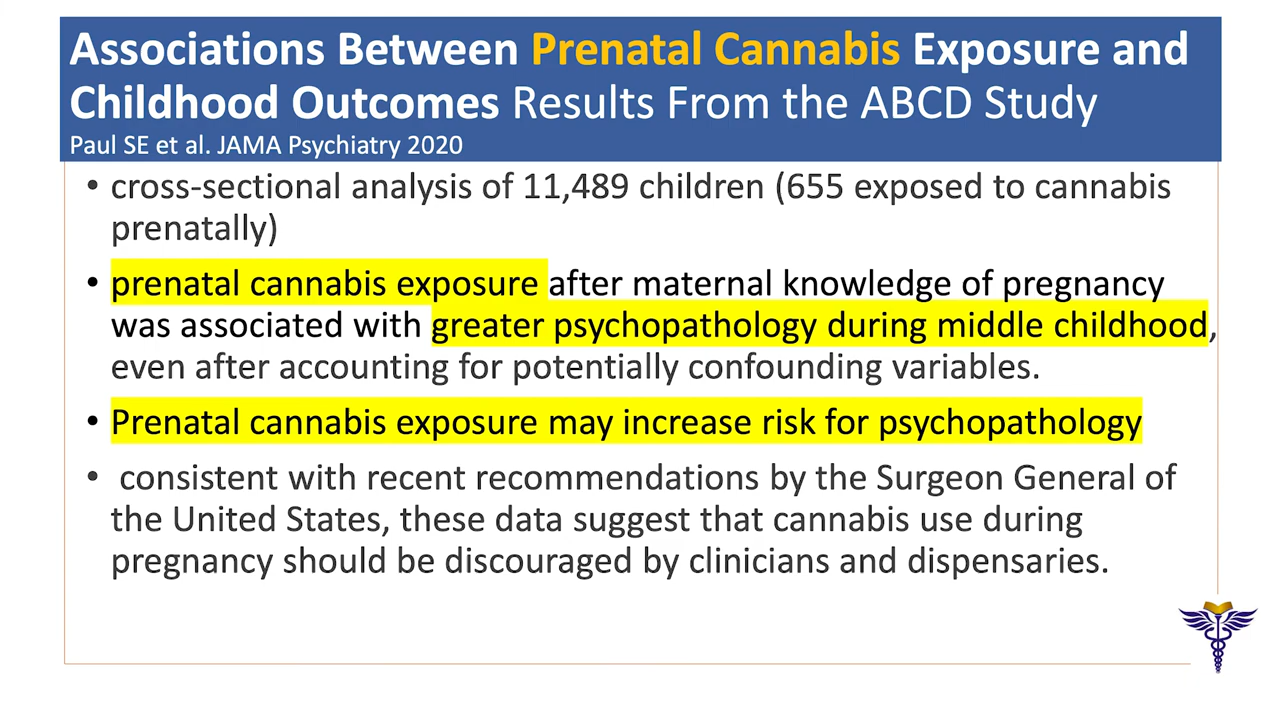 Associations Between Prenatal Cannabis Exposure and
Childhood Outcomes Results From the ABCD Study
Paul SE et al. JAMA Psychiatry 2020
• cross-sectional analysis of 11,489 children (655 exposed to cannabis
prenatally)
• prenatal cannabis exposure after maternal knowledge of pregnancy
was associated with greater psychopathology during middle childhood,
even after accounting for potentially confounding variables.
• Prenatal cannabis exposure may increase risk for psychopathology
• consistent with recent recommendations by the Surgeon General of
the United States, these data suggest that cannabis use during
pregnancy should be discouraged by clinicians and dispensaries.